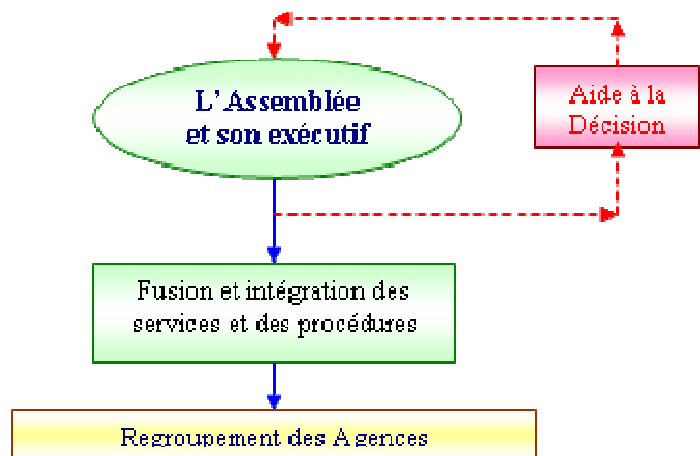 L'Assemblée
et son exécutif
Aide à la
Décision
Fusion et intégration des
services et des procédures
Regroupement des Agences